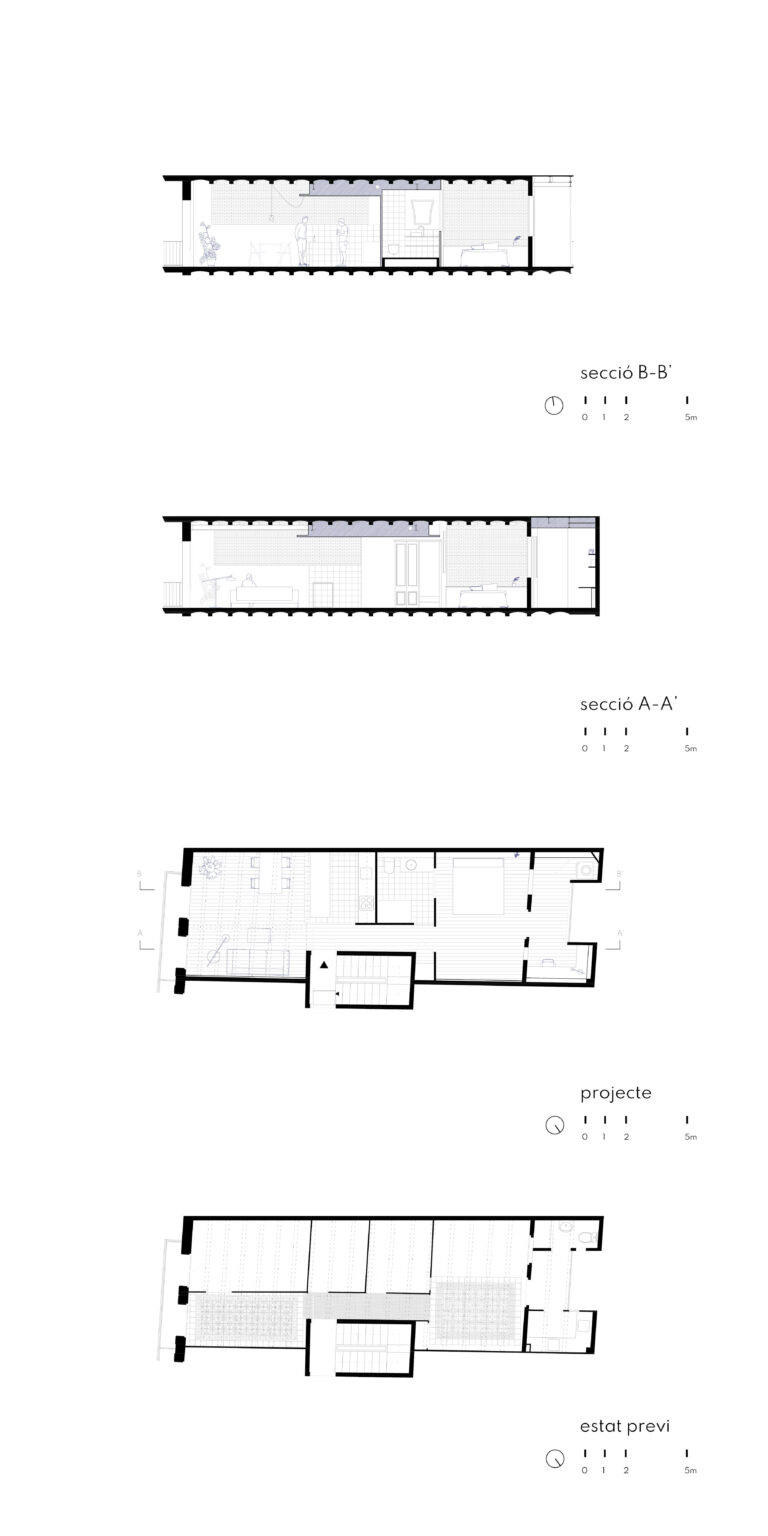 secció B-B’
0 1 2 5m
secció A-A’
0 1 2 5m
B B'
A A'
projecte
0 1 2 5m
estat previ
0 1 2 5m